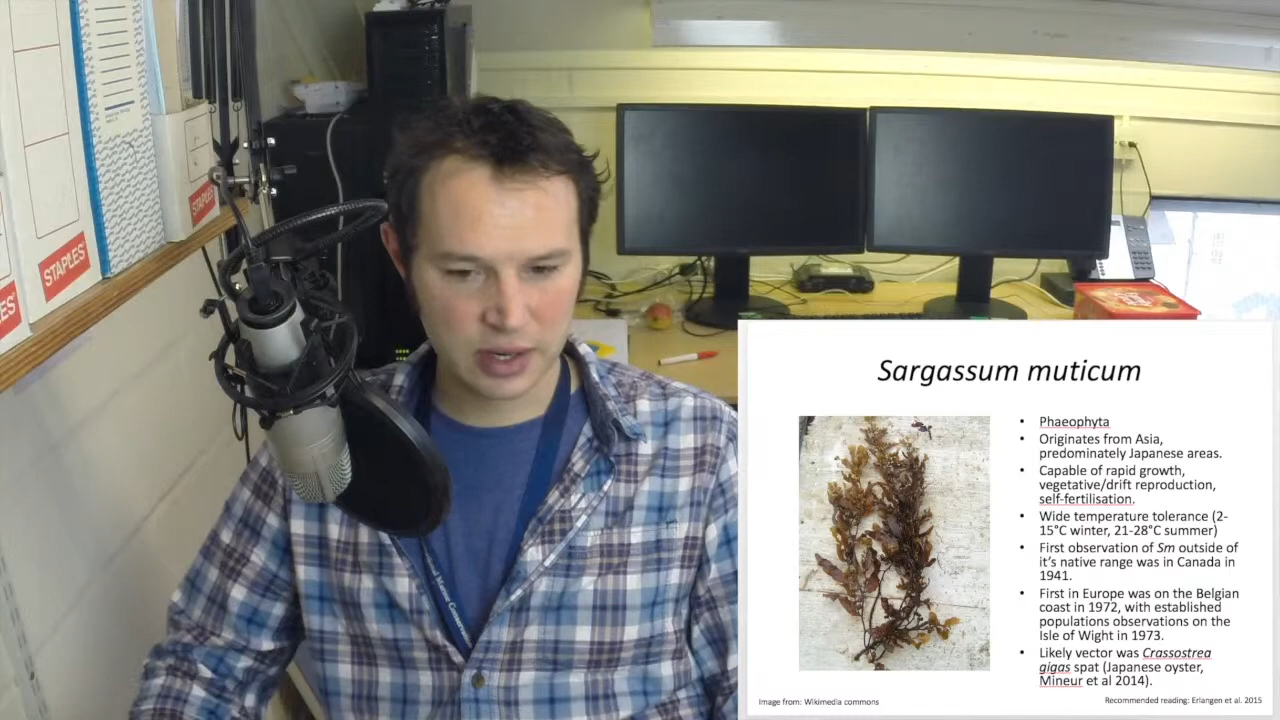 STAPLES
STAPLES
ES
Sargassum muticum
• Phaeophyta
• Originates from Asia,
predominately Japanese areas.
• Capable of rapid growth,
vegetative/drift reproduction,
self-fertilisation.
• Wide temperature tolerance (2-
15°C winter, 21-28°C summer)
• First observation of Sm outside of
it's native range was in Canada in
1941.
• First in Europe was on the Belgian
coast in 1972, with established
populations observations on the
Isle of Wight in 1973.
• Likely vector was Crassostrea
gigas spat (Japanese oyster,
Mineur et al 2014).
Image from: Wikimedia commons
Recommended reading: Erlangen et al. 2015